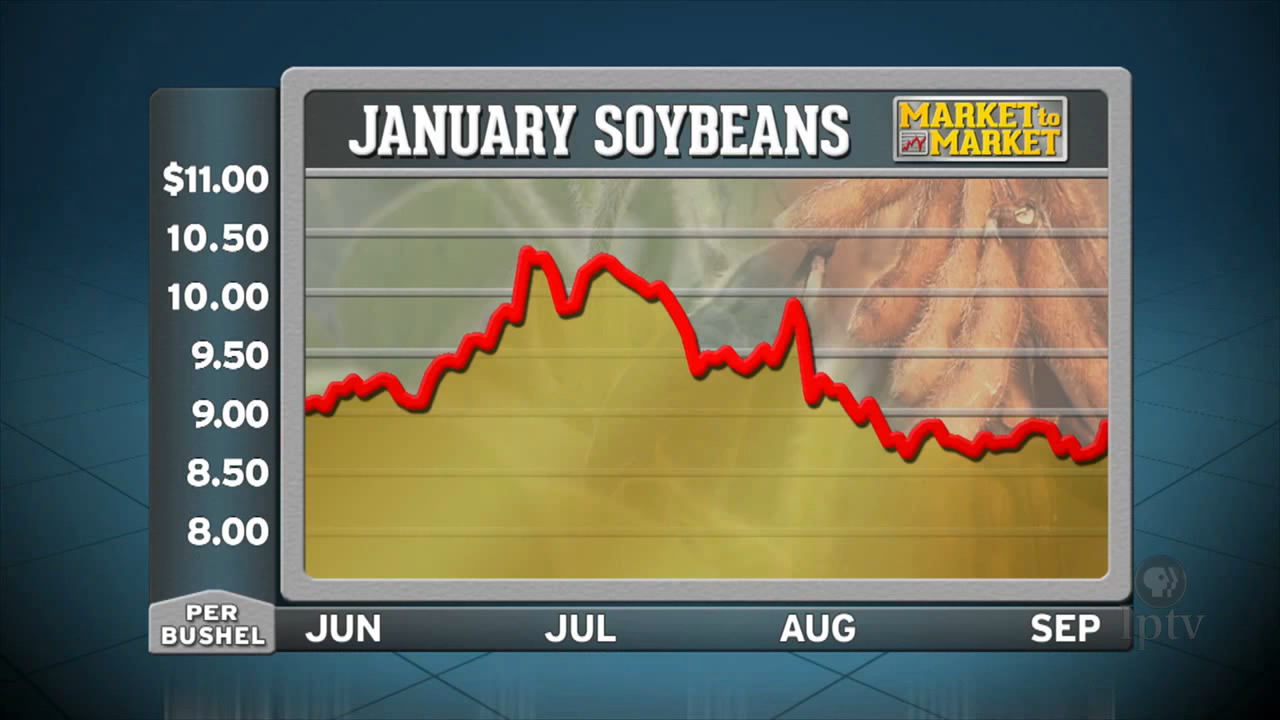 JANUARY SOYBEANS
MARKET to
MARKET
$11.00
10.50
10.00
9.50
9.00
8.50
8.00
PER
BUSHEL
JUN JUL AUG SEP
Iptv